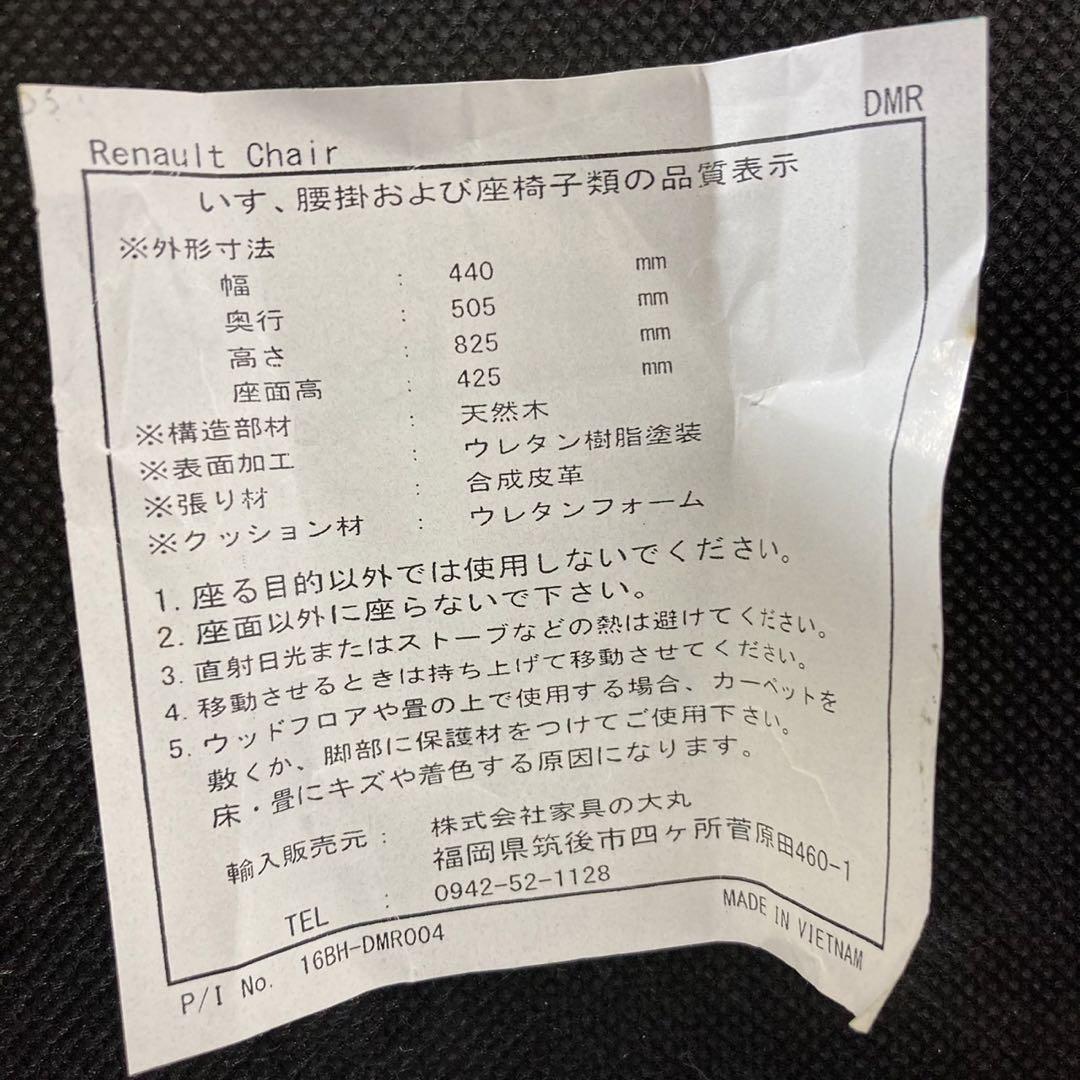 DMR
Renault Chair
いす、腰掛および座椅子類の品質表示
※外形寸法
幅 : 440 mm
奥行 : 505 mm
高さ : 825 mm
座面高 : 425 mm
※構造部材 : 天然木
※表面加工 : ウレタン樹脂塗装
※張り材 : 合成皮革
※クッション材 : ウレタンフォーム
1. 座る目的以外では使用しないでください。
2. 座面以外に座らないで下さい。
3. 直射日光またはストーブなどの熱は避けてください。
4. 移動させるときは持ち上げて移動させてください。
5. ウッドフロアや畳の上で使用する場合、カーペットを
敷くか、脚部に保護材をつけてご使用下さい。
床・畳にキズや着色する原因になります。
輸入販売元 : 株式会社家具の大丸
福岡県筑後市四ヶ所菅原田460-1
TEL : 0942-52-1128
P/I No. 16BH-DMR004
MADE IN VIETNAM